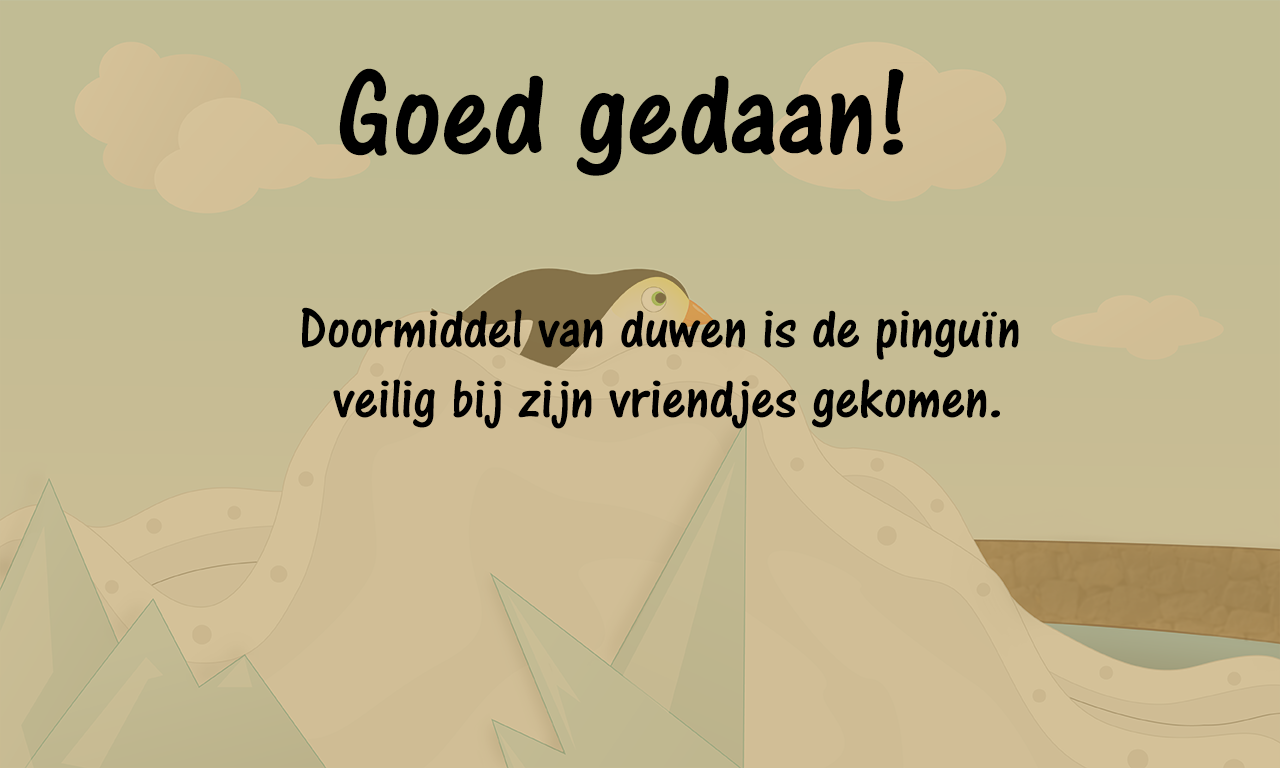 Goed gedaan!
Doormiddel van duwen is de pinguïn
veilig bij zijn vriendjes gekomen.